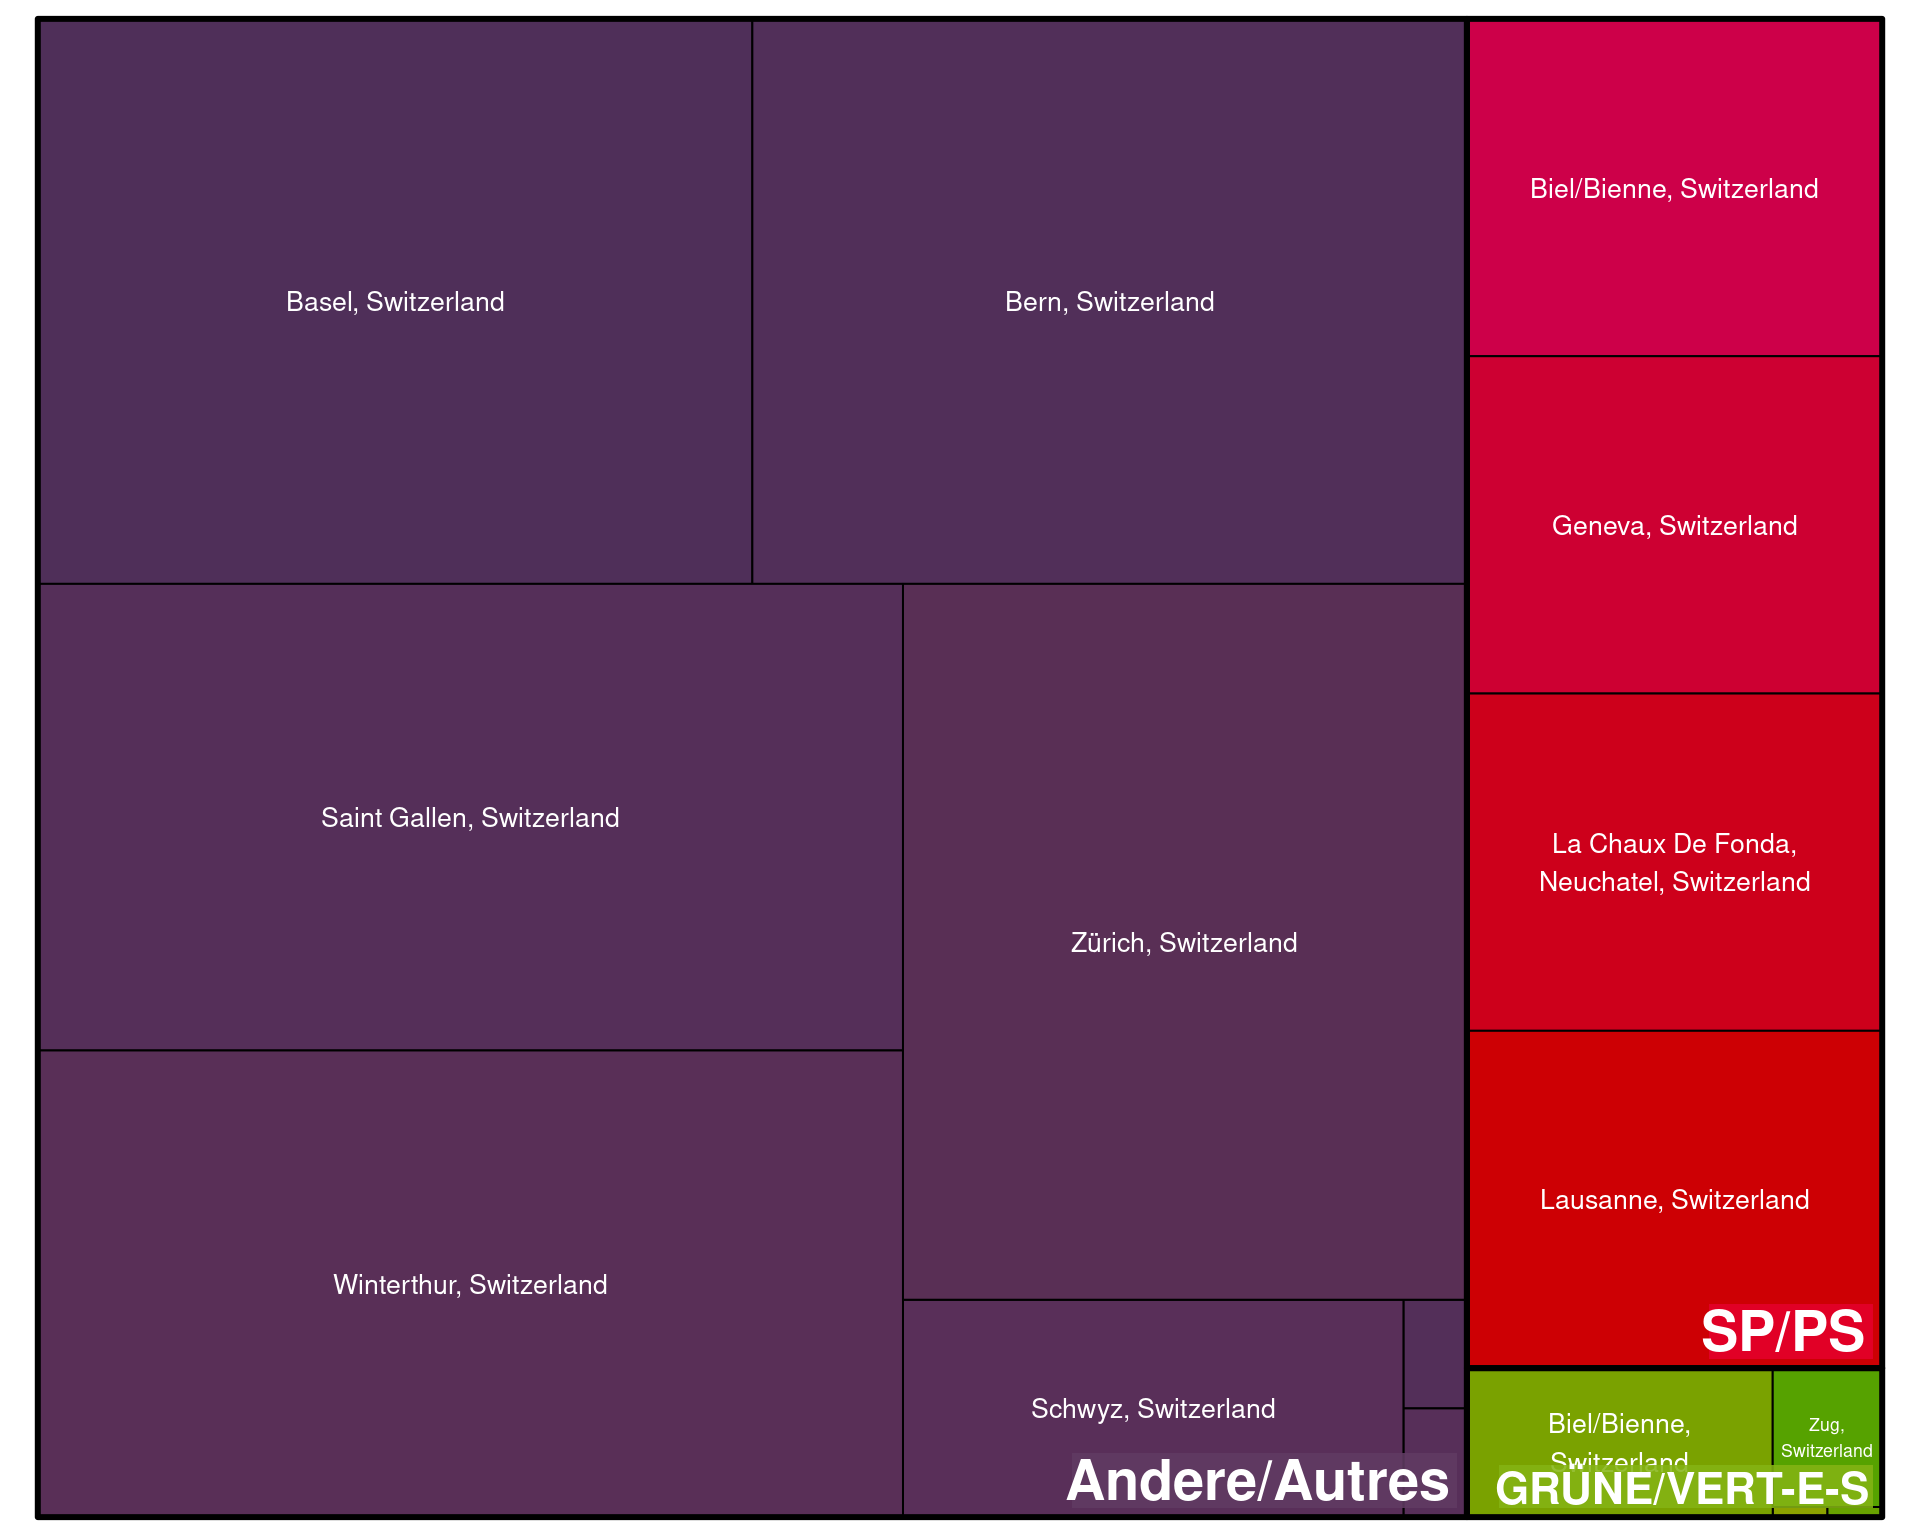 Basel, Switzerland
Bern, Switzerland
Biel/Bienne, Switzerland
Geneva, Switzerland
Saint Gallen, Switzerland
La Chaux De Fonda,
Neuchatel, Switzerland
Zürich, Switzerland
Lausanne, Switzerland
Winterthur, Switzerland
SP/PS
Schwyz, Switzerland
Andere/Autres
Biel/Bienne,
Switzerland
Zug,
Switzerland
GRÜNE/VERT-E-S